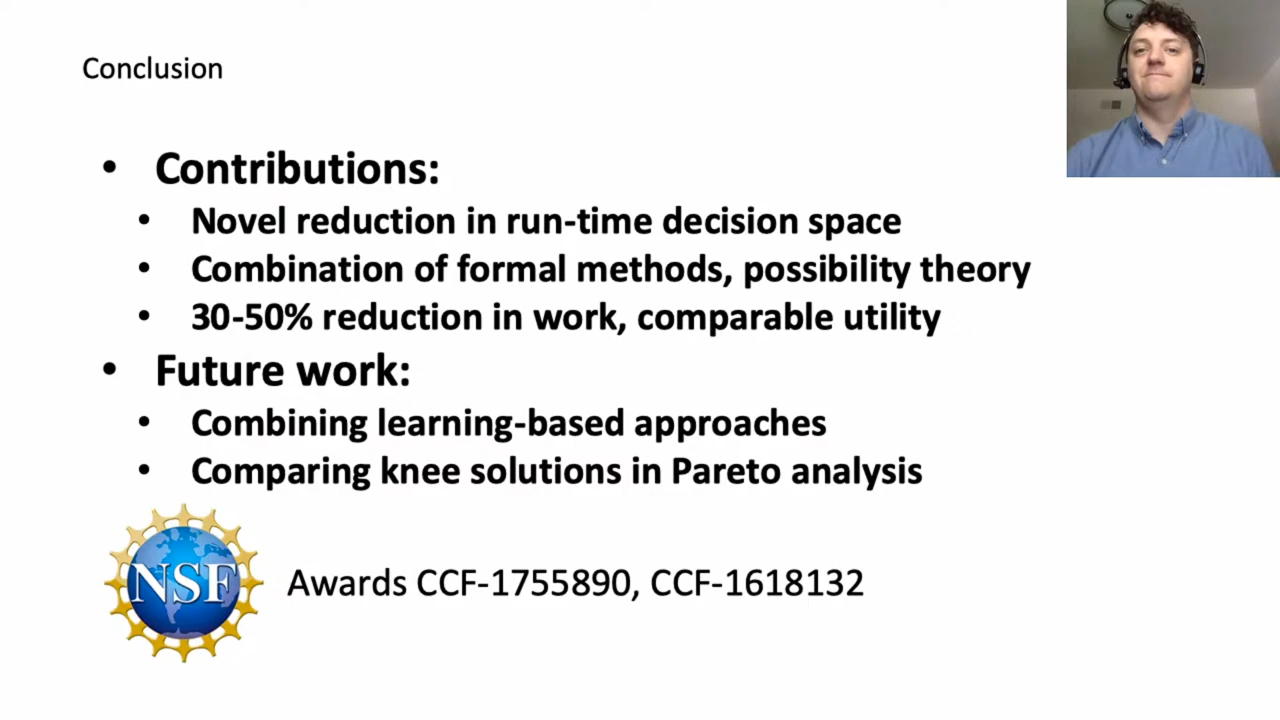 Conclusion
• Contributions:
• Novel reduction in run-time decision space
• Combination of formal methods, possibility theory
• 30-50% reduction in work, comparable utility
• Future work:
• Combining learning-based approaches
• Comparing knee solutions in Pareto analysis
NSF
Awards CCF-1755890, CCF-1618132